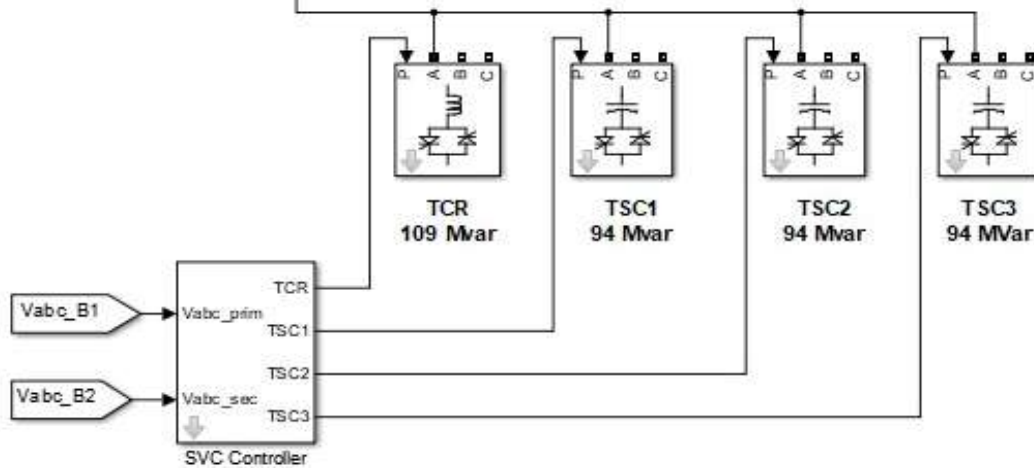 P A B C
P A B C
P A B C
P A B C
TCR
109 Mvar
TSC1
94 Mvar
TSC2
94 Mvar
TSC3
94 MVar
Vabc_B1
Vabc_B2
Vabc_prim
Vabc_sec
TCR
TSC1
TSC2
TSC3
SVC Controller